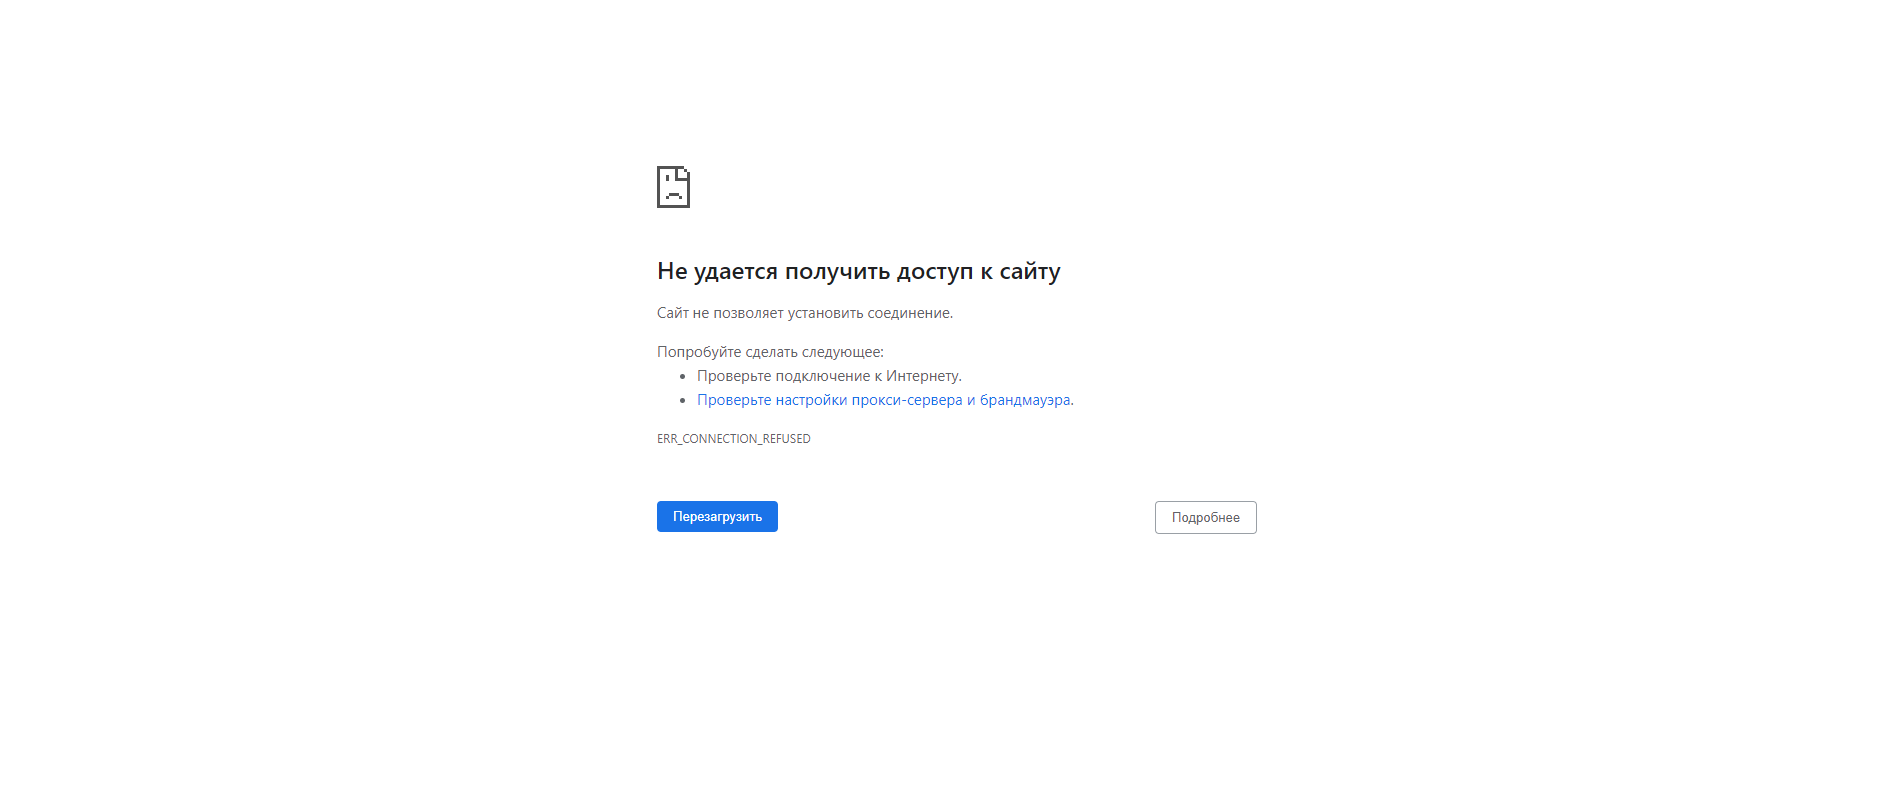 Не удается получить доступ к сайту
Сайт не позволяет установить соединение.
Попробуйте сделать следующее:
Проверьте подключение к Интернету.
Проверьте настройки прокси-сервера и брандмауэра.
ERR_CONNECTION_REFUSED
Перезагрузить
Подробнее